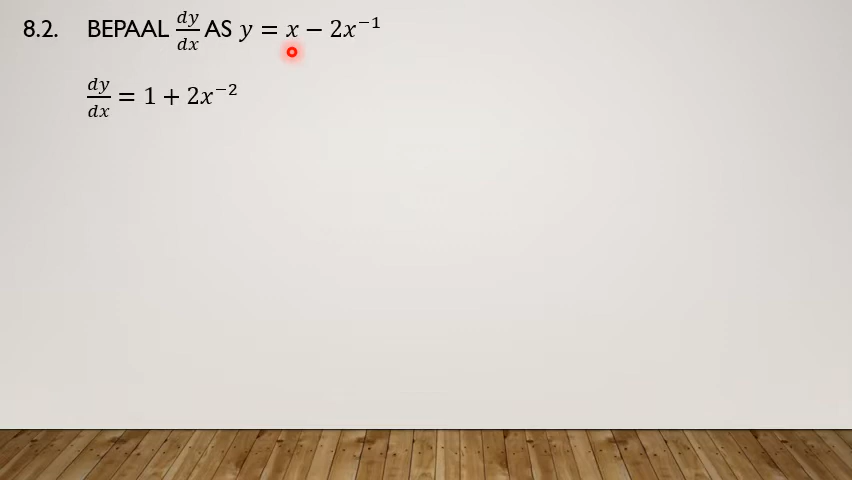 8.2. BEPAAL dy/dx AS y = x − 2x⁻¹
dy/dx = 1 + 2x⁻²